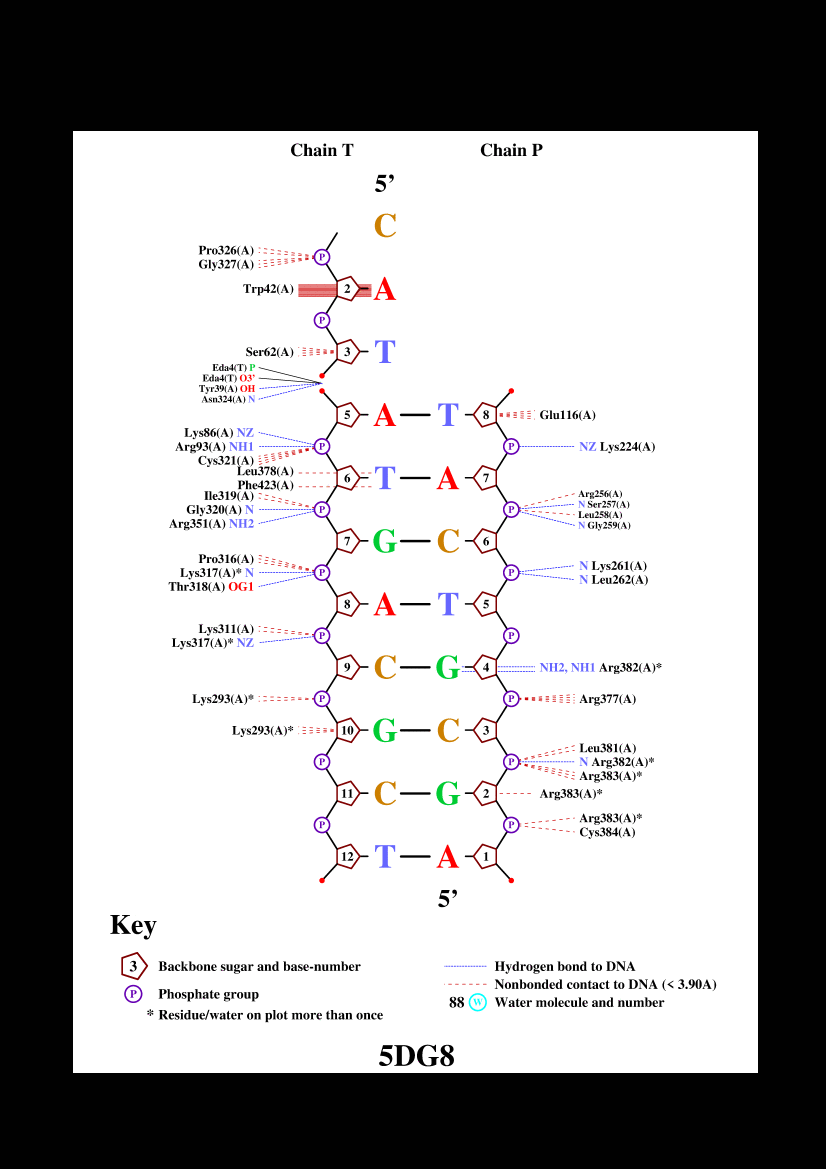 Chain T Chain P
5’
C
Pro326(A) P
Gly327(A)
Trp42(A) 2 A
P
Ser62(A) 3 T
Eda4(T) P
Eda4(T) O3'
Tyr39(A) OH
Asn324(A) N
5 A T 8 Glu116(A)
Lys86(A) NZ
Arg93(A) NH1 P P NZ Lys224(A)
Cys321(A)
Leu378(A)
6 T A 7
Phe423(A)
Ile319(A) Arg256(A)
Gly320(A) N P P N Ser257(A)
Leu258(A)
Arg351(A) NH2 N Gly259(A)
7 G C 6
Pro316(A) N Lys261(A)
Lys317(A)* N P P
Thr318(A) OG1 N Leu262(A)
8 A T 5
Lys311(A) P P
Lys317(A)* NZ
9 C G 4 NH2, NH1 Arg382(A)*
Lys293(A)* P P Arg377(A)
Lys293(A)* 10 G C 3
Leu381(A)
P P N Arg382(A)*
Arg383(A)*
11 C G 2 Arg383(A)*
P P Arg383(A)*
Cys384(A)
12 T A 1
5’
Key
3 Backbone sugar and base-number Hydrogen bond to DNA
Nonbonded contact to DNA (< 3.90A)
P Phosphate group 88 W Water molecule and number
* Residue/water on plot more than once
5DG8